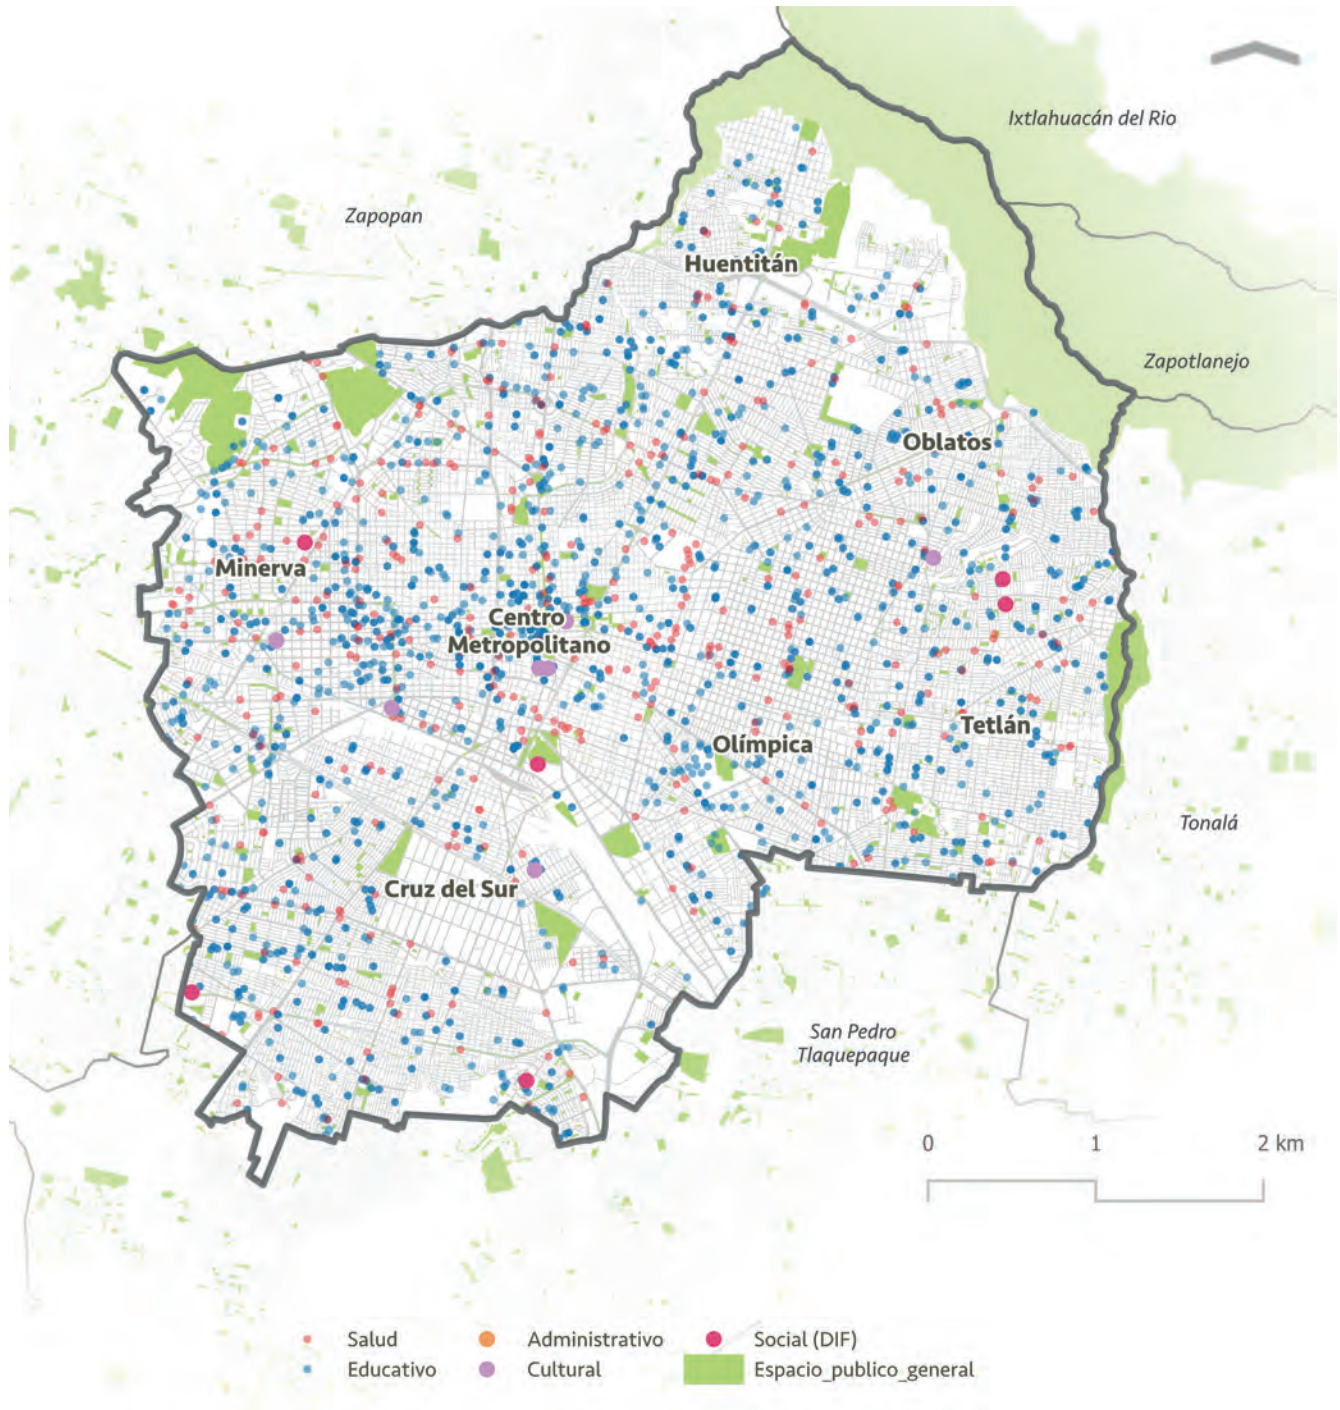 Ixtlahuacán del Rio
Zapopan
Huentitán
Zapotlanejo
Oblatos
Minerva
Centro
Metropolitano
Tetlán
Olímpica
Tonalá
Cruz del Sur
San Pedro
Tlaquepaque
0 1 2 km
Salud Administrativo Social (DIF)
Educativo Cultural Espacio_publico_general